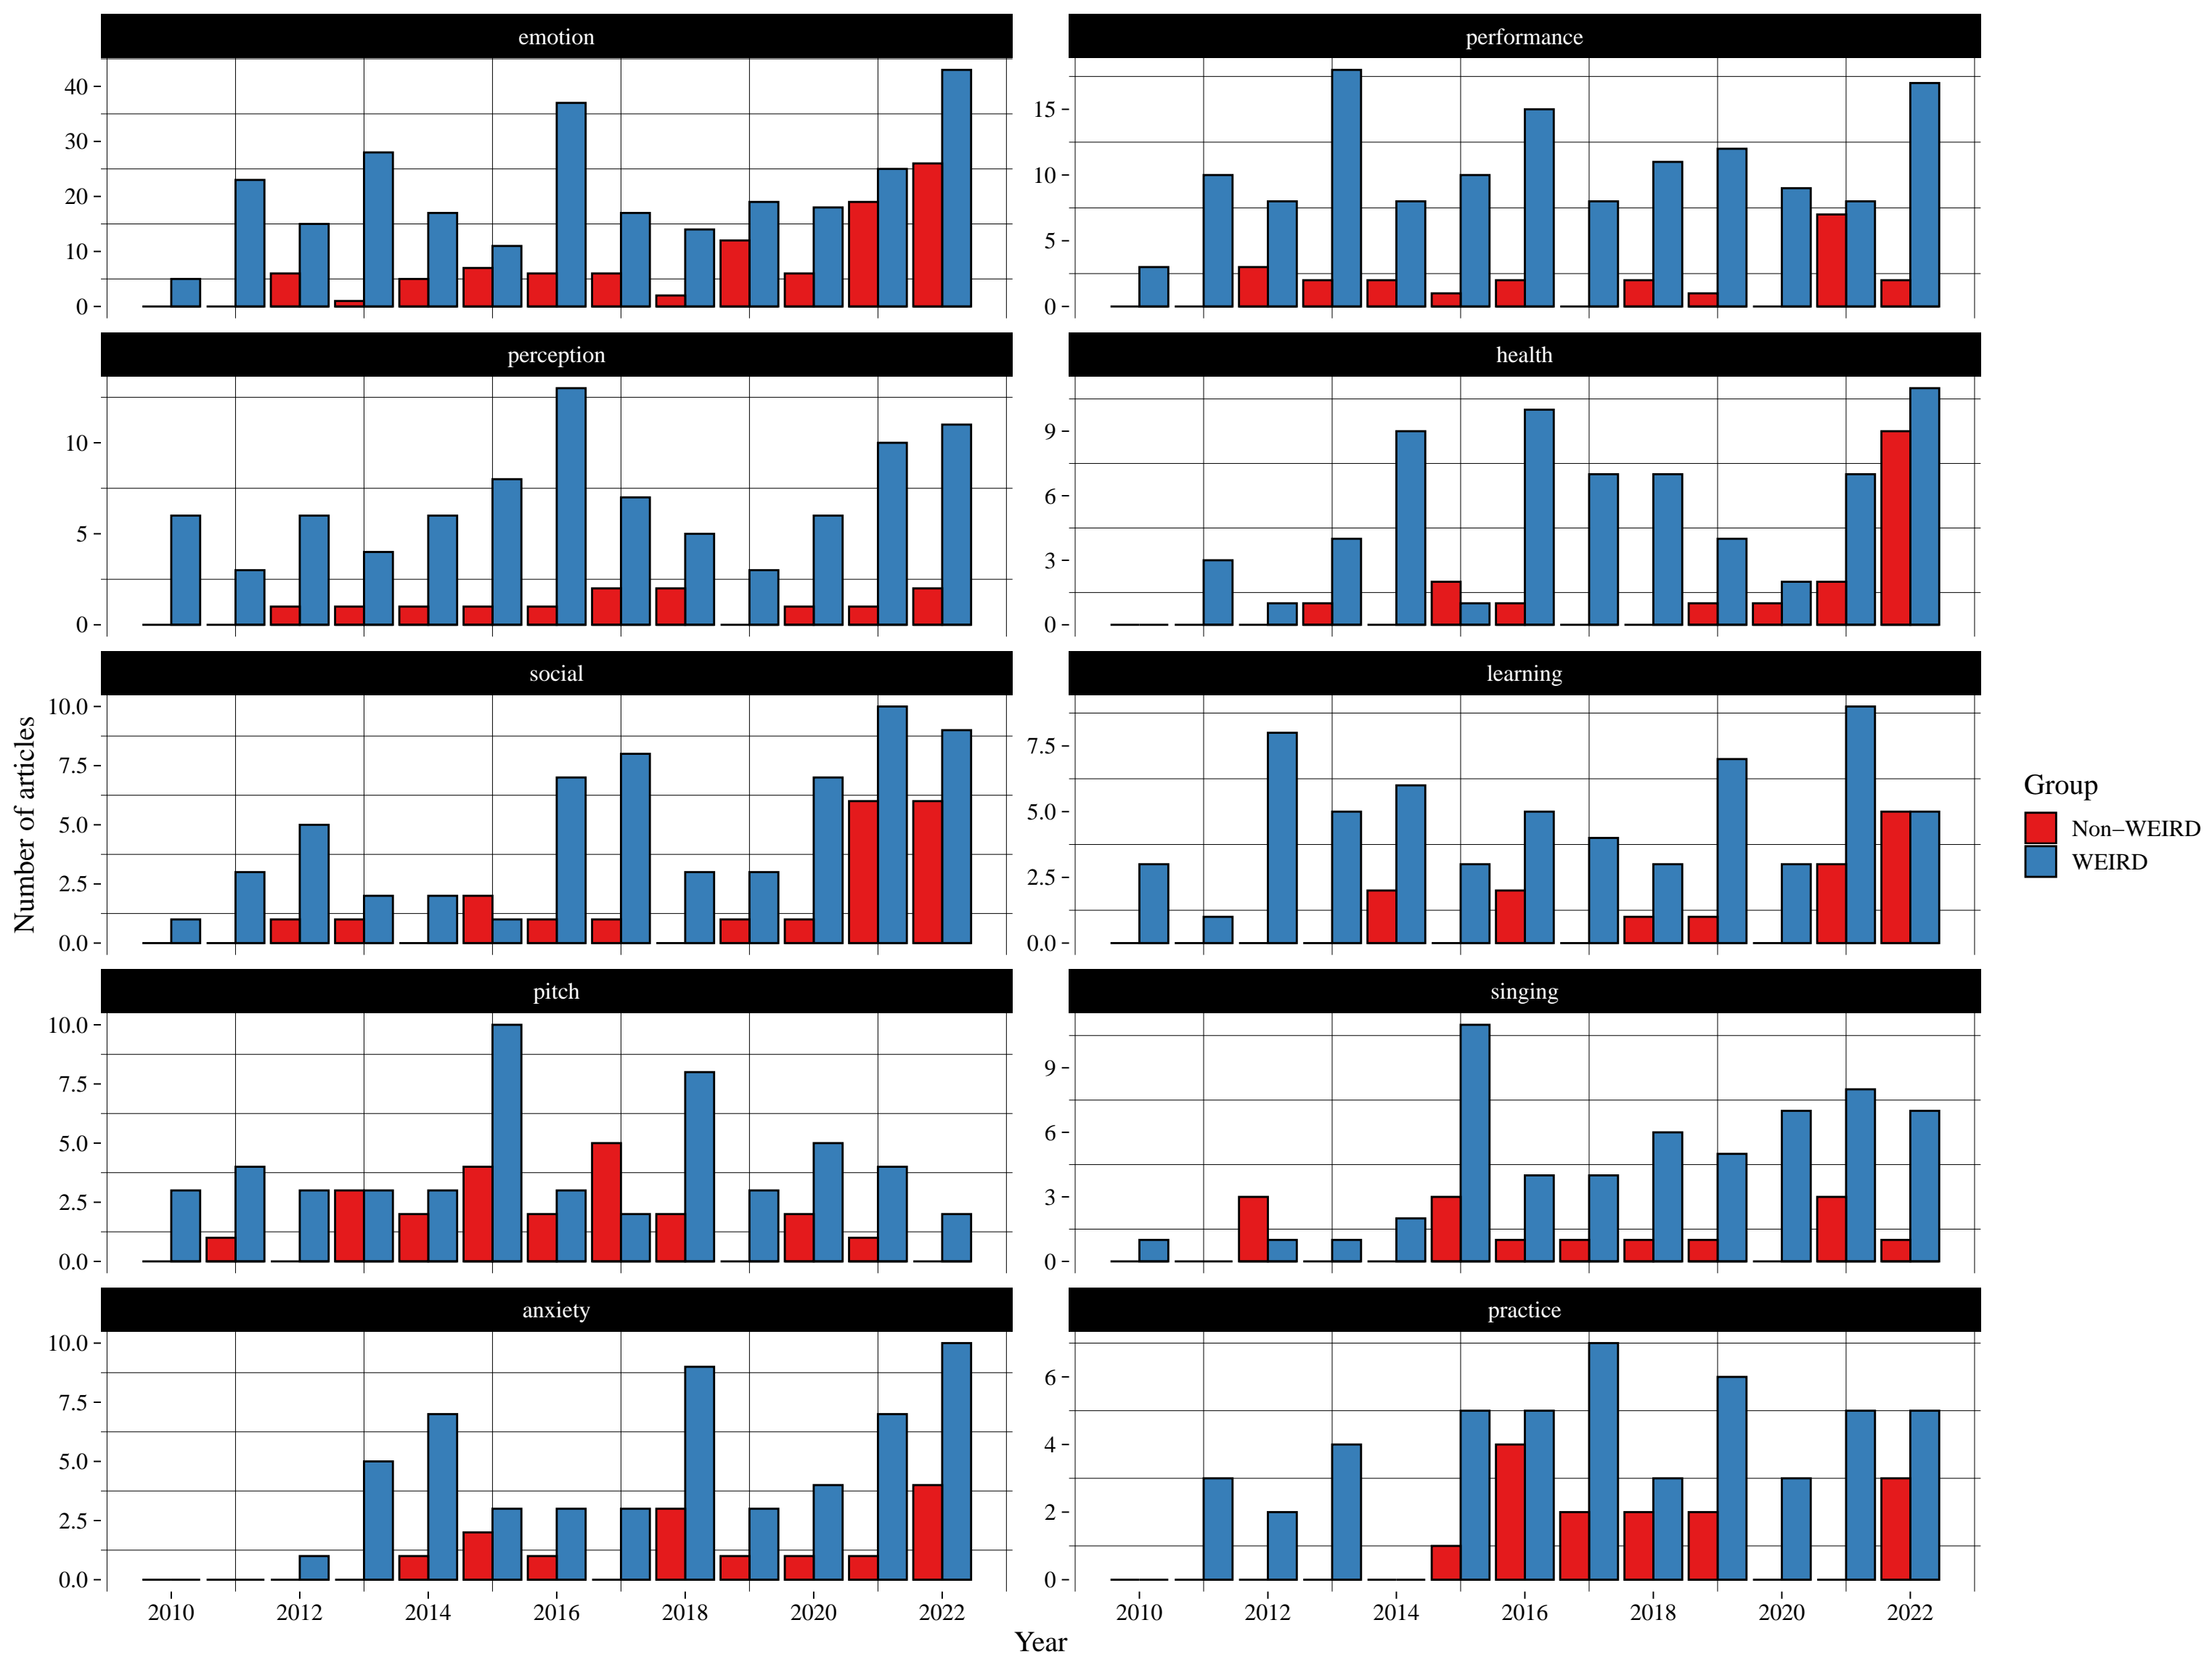 emotion
performance
40
30
20
10
0
15
10
5
0
perception
health
10
5
0
9
6
3
0
social
learning
10.0
7.5
5.0
2.5
0.0
7.5
5.0
2.5
0.0
pitch
singing
10.0
7.5
5.0
2.5
0.0
9
6
3
0
anxiety
practice
10.0
7.5
5.0
2.5
0.0
6
4
2
0
2010 2012 2014 2016 2018 2020 2022
2010 2012 2014 2016 2018 2020 2022
Year
Number of articles
Group
Non−WEIRD
WEIRD